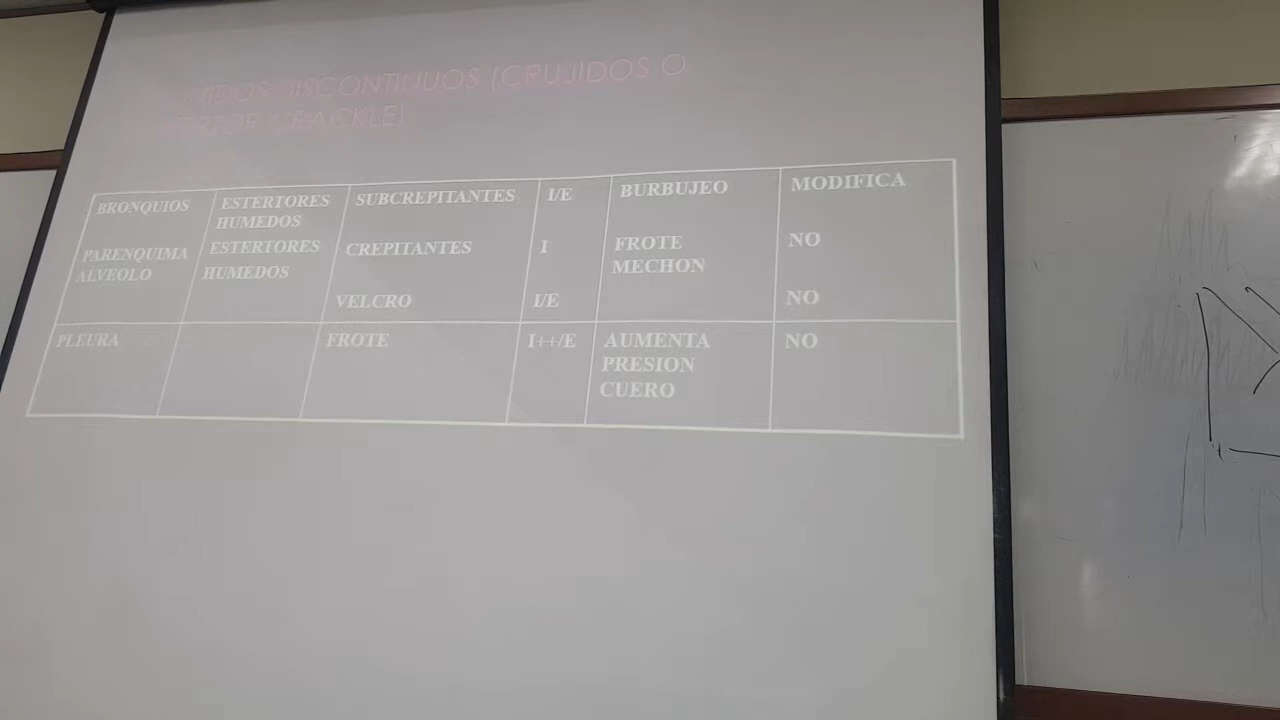 DISCONTINUOS (CRUJIDOS O
CRACKLE)
BRONQUIOS ESTERTORES HUMEDOS SUBCREPITANTES I/E BURBUJEO MODIFICA
PARENQUIMA ALVEOLO ESTERTORES HUMEDOS CREPITANTES I FROTE MECHON NO
VELCRO I/E NO
PLEURA FROTE I++/E AUMENTA PRESION CUERO NO